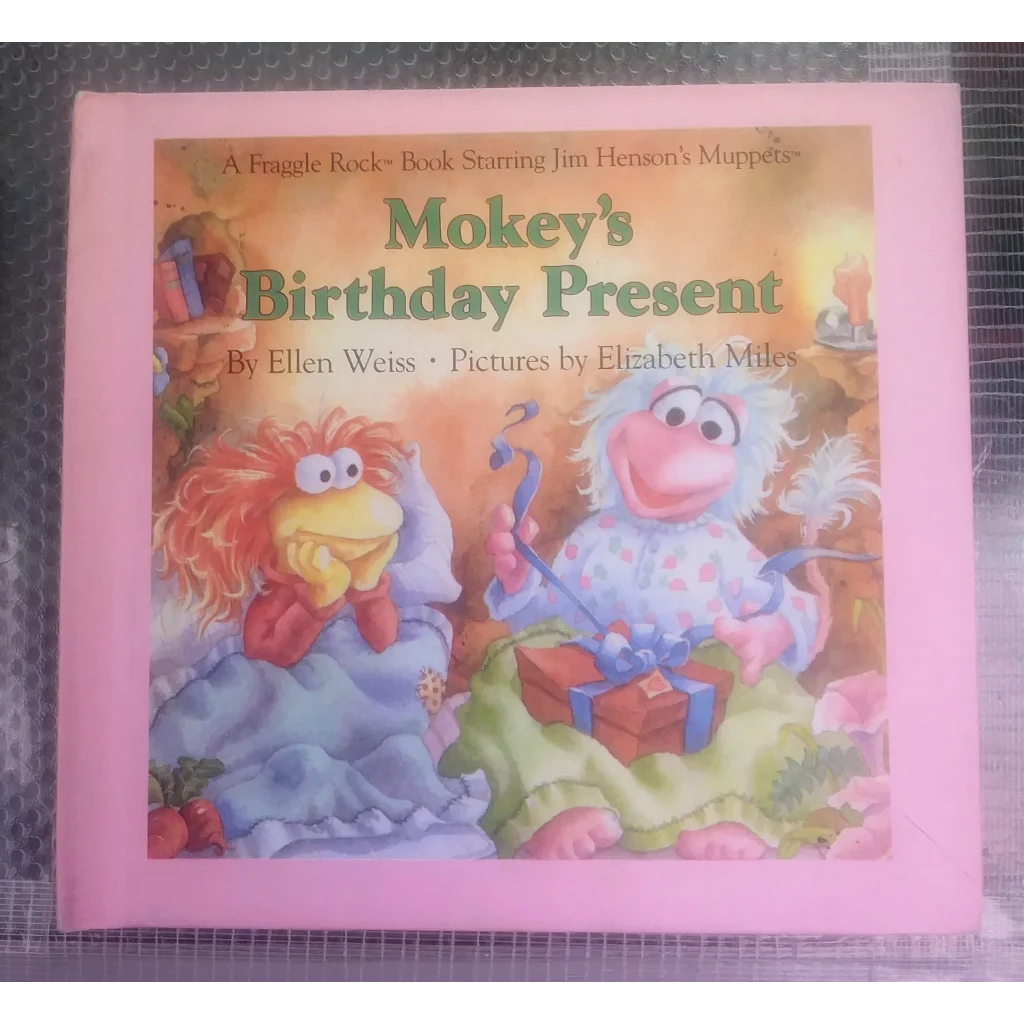 A Fraggle Rock™ Book Starring Jim Henson's Muppets™
Mokey's
Birthday Present
By Ellen Weiss • Pictures by Elizabeth Miles